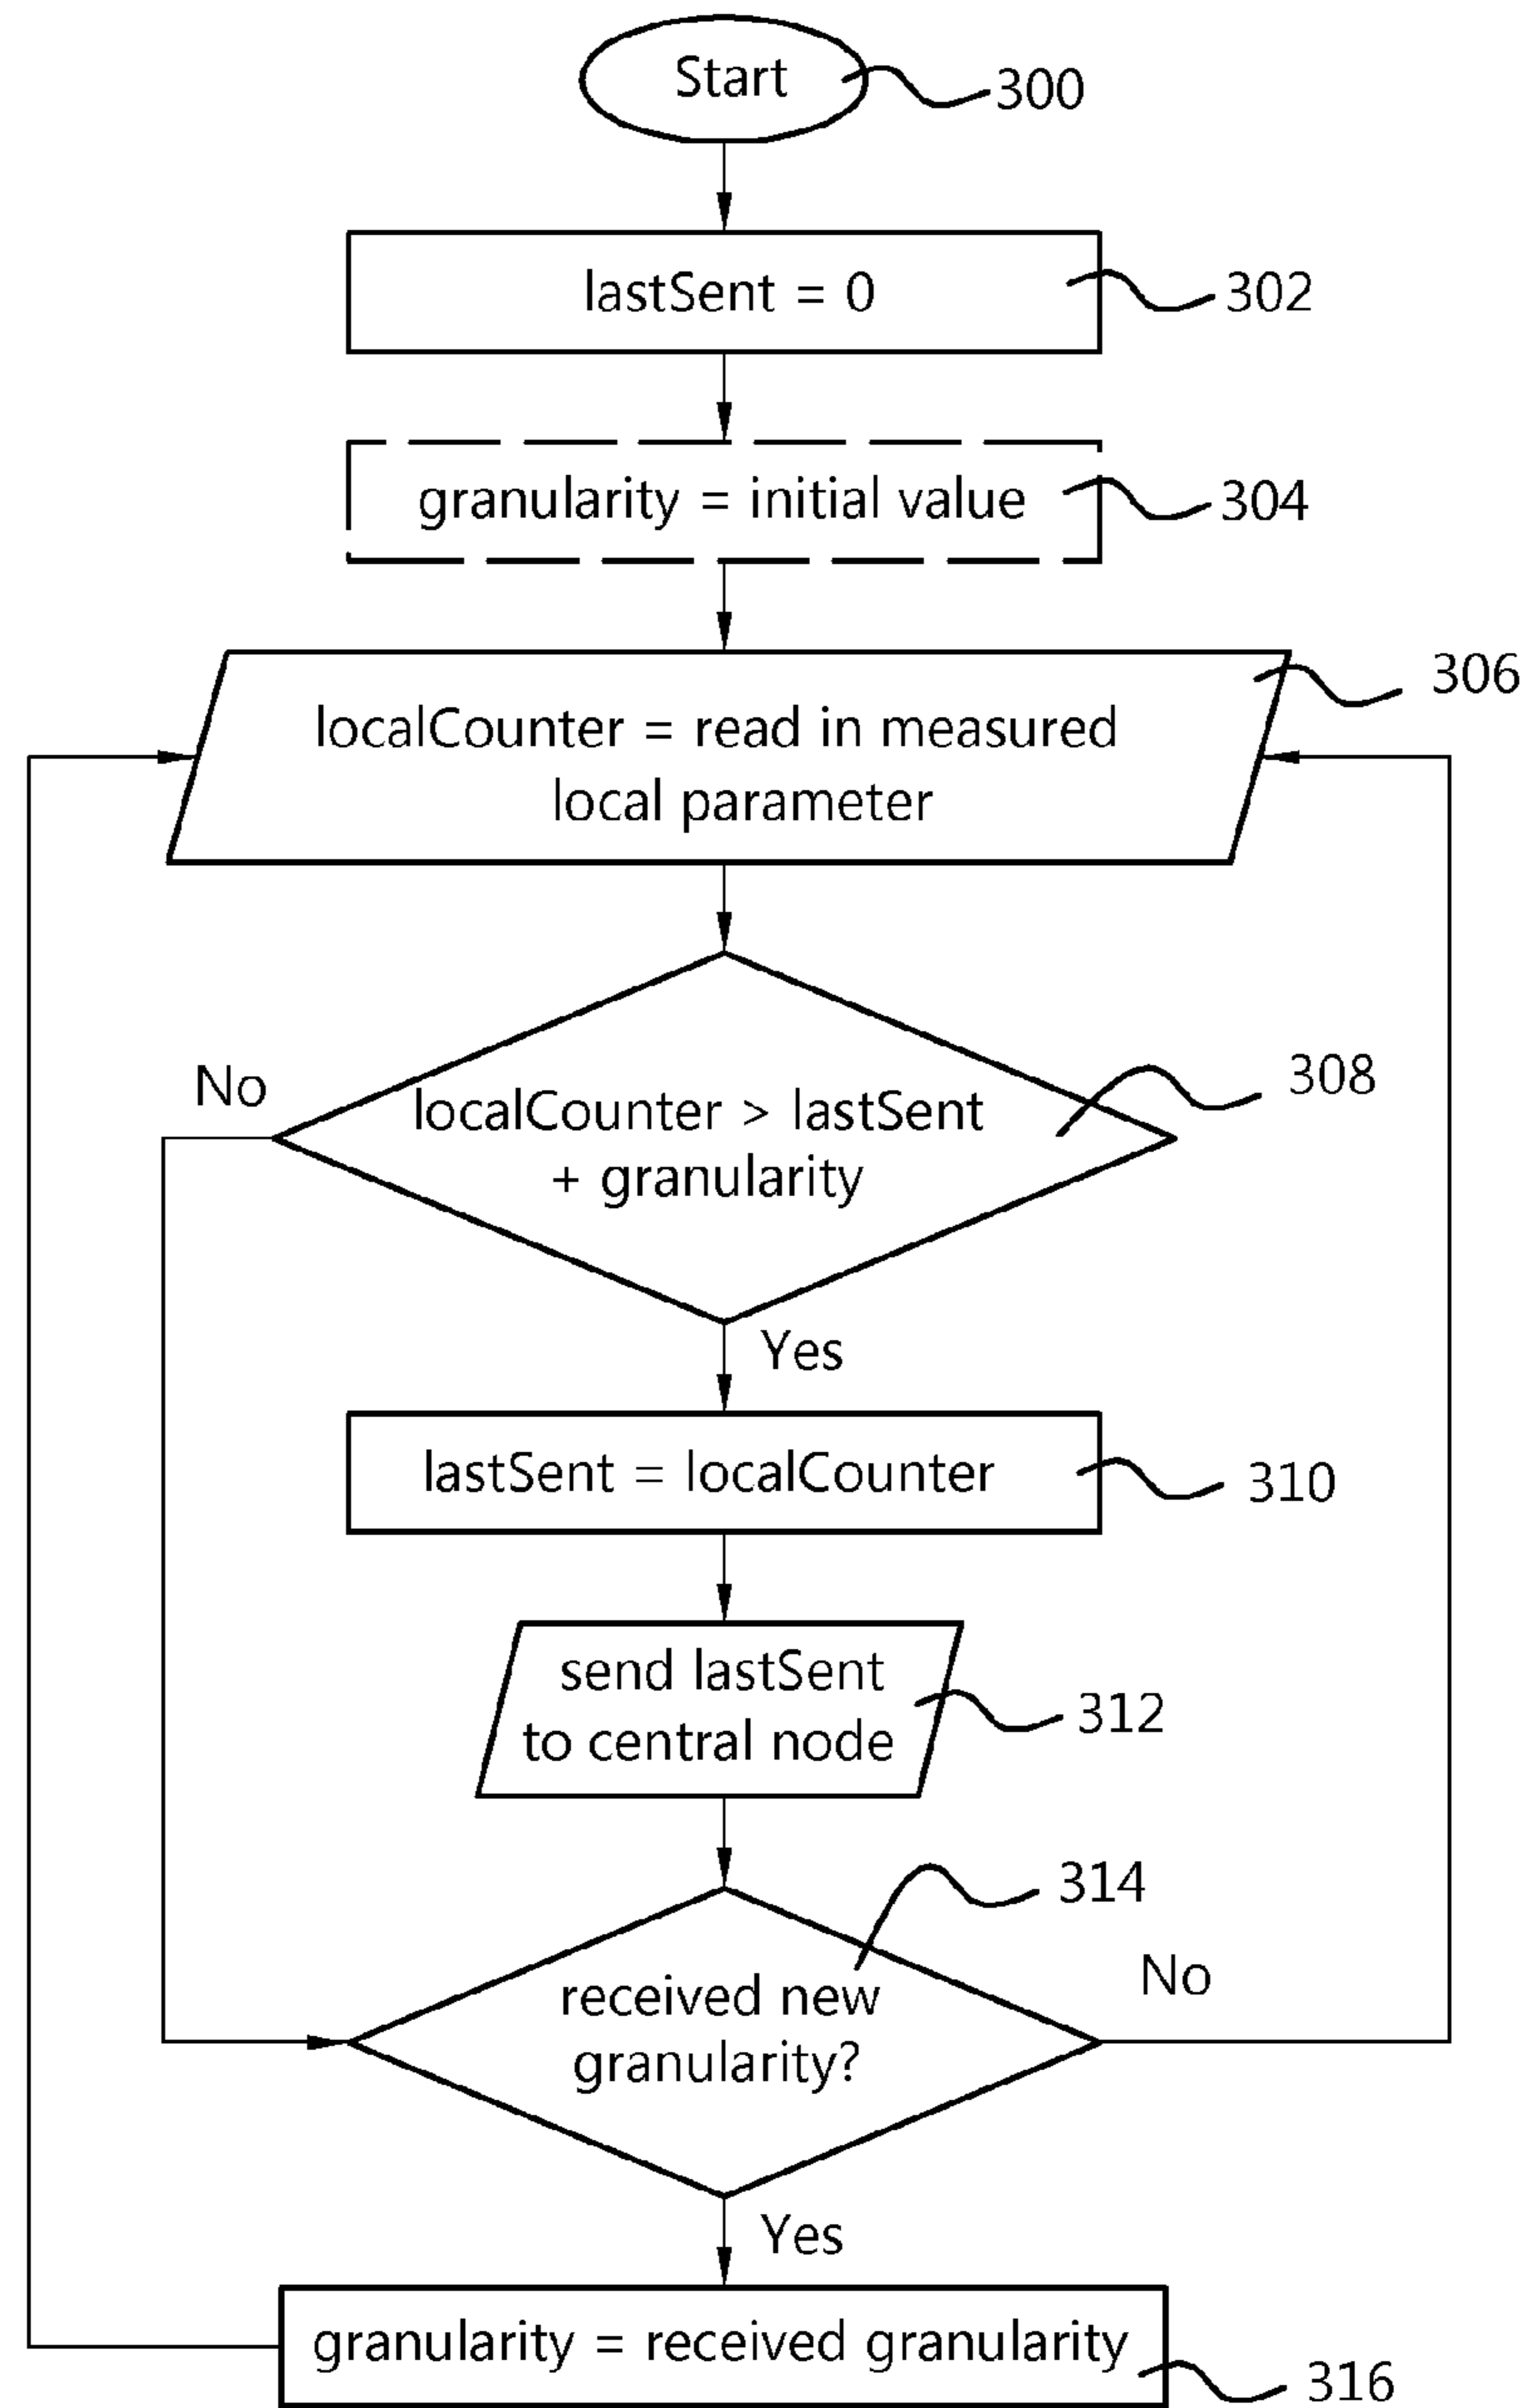 Start
300
lastSent = 0
302
granularity = initial value
304
306
localCounter = read in measured
local parameter
No
308
localCounter > lastSent
+ granularity
Yes
lastSent = localCounter
310
send lastSent
to central node
312
314
No
received new
granularity?
Yes
granularity = received granularity
316